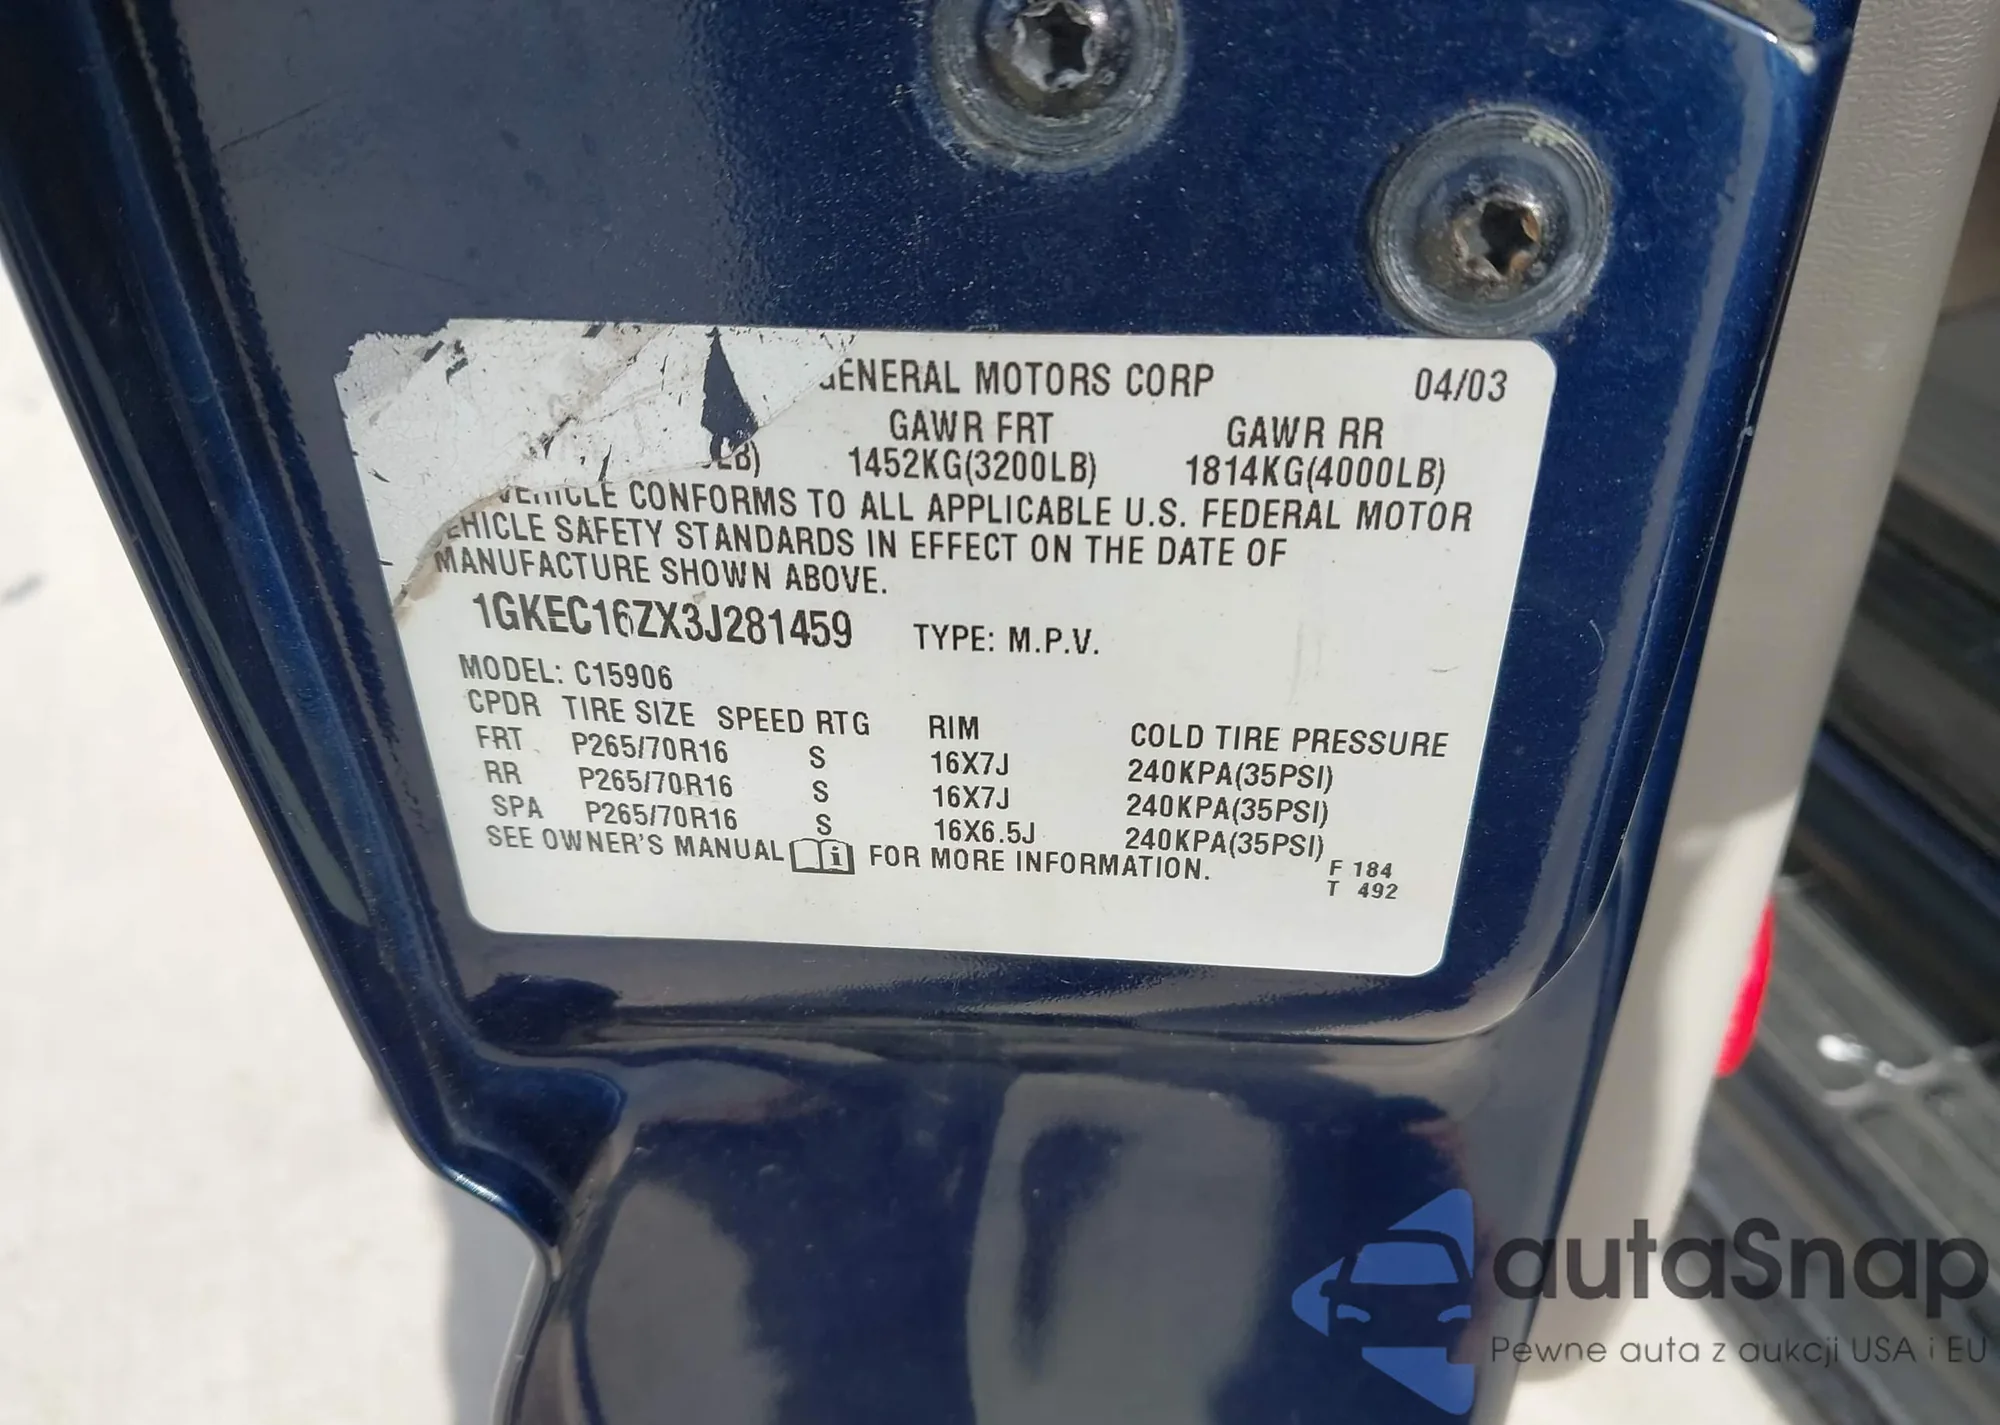 GENERAL MOTORS CORP 04/03
GAWR FRT GAWR RR
LB) 1452KG(3200LB) 1814KG(4000LB)
VEHICLE CONFORMS TO ALL APPLICABLE U.S. FEDERAL MOTOR
VEHICLE SAFETY STANDARDS IN EFFECT ON THE DATE OF
MANUFACTURE SHOWN ABOVE.
1GKEC16ZX3J281459 TYPE: M.P.V.
MODEL: C15906
CPDR TIRE SIZE SPEED RTG RIM COLD TIRE PRESSURE
FRT P265/70R16 S 16X7J 240KPA(35PSI)
RR P265/70R16 S 16X7J 240KPA(35PSI)
SPA P265/70R16 S 16X6.5J 240KPA(35PSI)
SEE OWNER'S MANUAL i FOR MORE INFORMATION.
F 184
T 492
autaSnap
Pewne auta z aukcji USA i EU